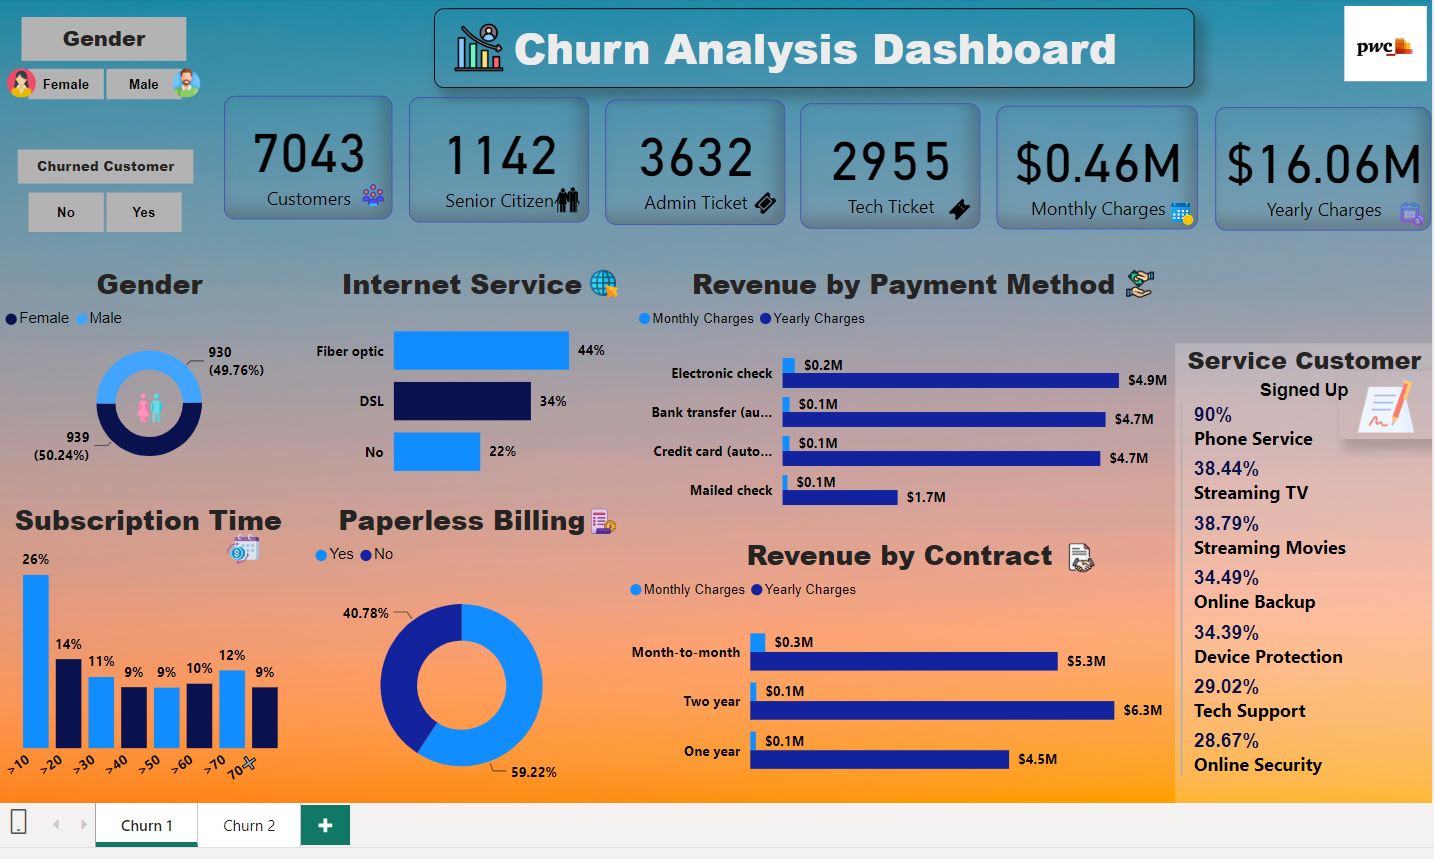 Gender
Female
Male
Churned Customer
No
Yes
Churn Analysis Dashboard
pwc
7043
Customers
1142
Senior Citizen
3632
Admin Ticket
2955
Tech Ticket
$0.46M
Monthly Charges
$16.06M
Yearly Charges
Gender
Female Male
930
(49.76%)
939
(50.24%)
Internet Service
Fiber optic 44%
DSL 34%
No 22%
Revenue by Payment Method
Monthly Charges Yearly Charges
Electronic check $0.2M $4.9M
Bank transfer (au... $0.1M $4.7M
Credit card (auto... $0.1M $4.7M
Mailed check $0.1M $1.7M
Subscription Time
26% 14% 11% 9% 9% 10% 12% 9%
>10 >20 >30 >40 >50 >60 >70 70+
Paperless Billing
Yes No
40.78%
59.22%
Revenue by Contract
Monthly Charges Yearly Charges
Month-to-month $0.3M $5.3M
Two year $0.1M $6.3M
One year $0.1M $4.5M
Service Customer
Signed Up
90%
Phone Service
38.44%
Streaming TV
38.79%
Streaming Movies
34.49%
Online Backup
34.39%
Device Protection
29.02%
Tech Support
28.67%
Online Security
Churn 1
Churn 2
+